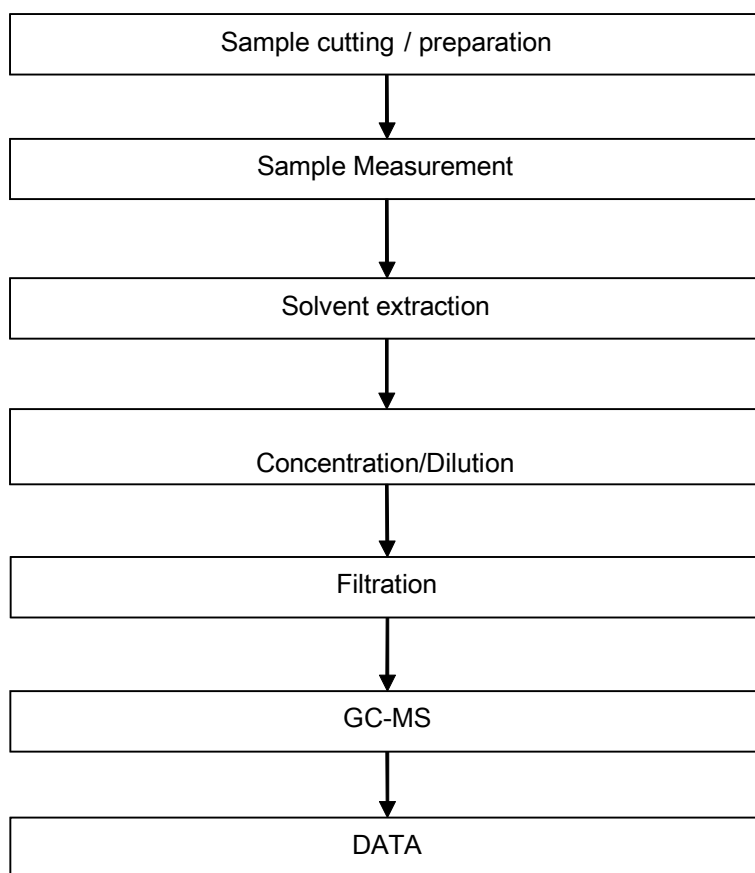 Sample cutting / preparation
Sample Measurement
Solvent extraction
Concentration/Dilution
Filtration
GC-MS
DATA